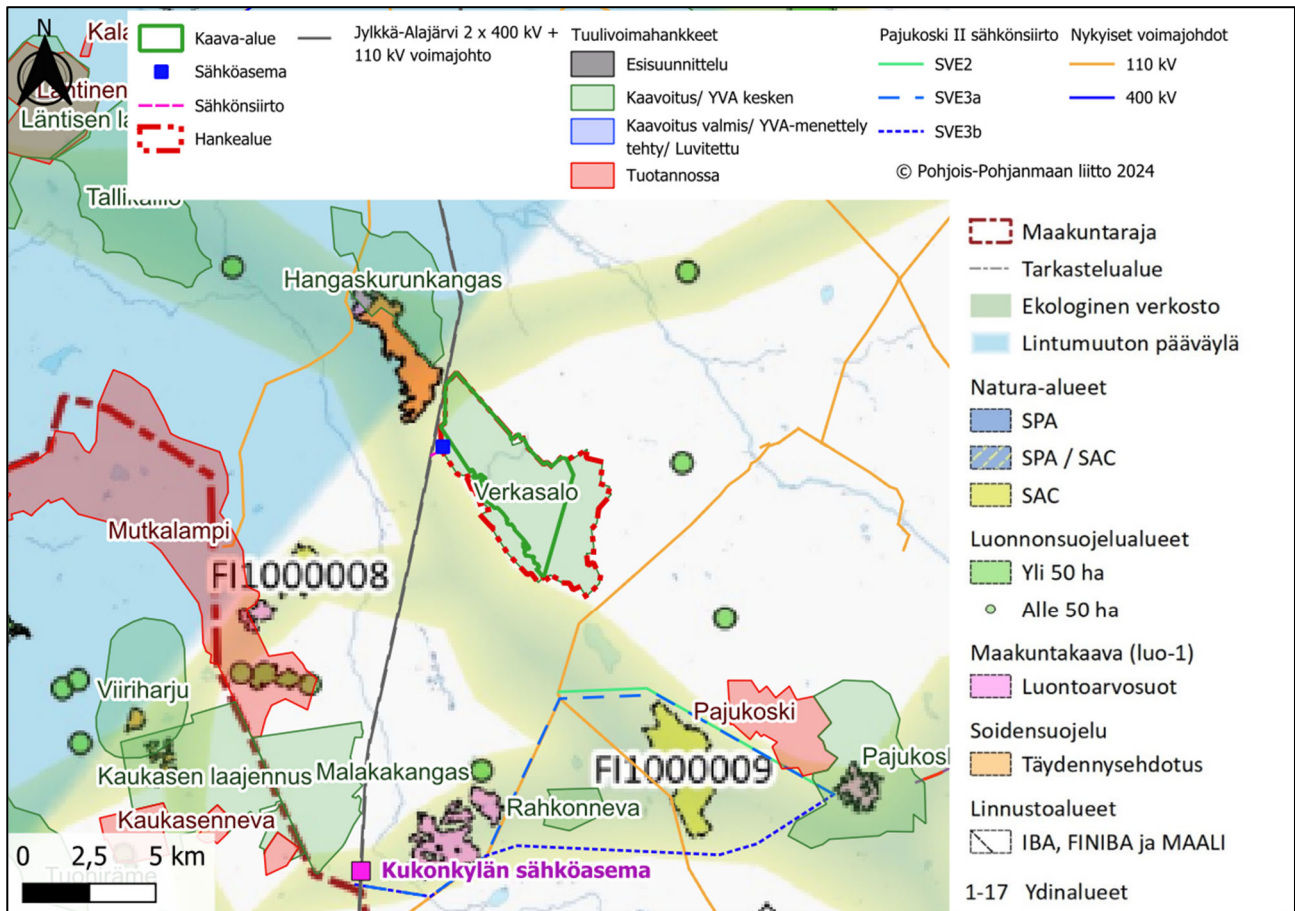 N
Kaava-alue
Sähköasema
Sähkönsiirto
Hankealue
Jylkkä-Alajärvi 2 x 400 kV +
110 kV voimajohto
Tuulivoimahankkeet
Esisuunnittelu
Kaavoitus/ YVA kesken
Kaavoitus valmis/ YVA-menettely
tehty/ Luvitettu
Tuotannossa
Pajukoski II sähkönsiirto
SVE2
SVE3a
SVE3b
Nykyiset voimajohdot
110 kV
400 kV
© Pohjois-Pohjanmaan liitto 2024
Kala
Läntinen
Läntisen la
Tallikallio
Hangaskurunkangas
Verkasalo
Mutkalampi
FI1000008
Viiriharju
Kaukasen laajennus
Malakakangas
Kaukasenneva
Rahkonneva
Pajukoski
FI1000009
Pajukosk
Tuoniräme
Kukonkylän sähköasema
0 2,5 5 km
Maakuntaraja
Tarkastelualue
Ekologinen verkosto
Lintumuuton pääväylä
Natura-alueet
SPA
SPA / SAC
SAC
Luonnonsuojelualueet
Yli 50 ha
Alle 50 ha
Maakuntakaava (luo-1)
Luontoarvosuot
Soidensuojelu
Täydennysehdotus
Linnustoalueet
IBA, FINIBA ja MAALI
1-17 Ydinalueet